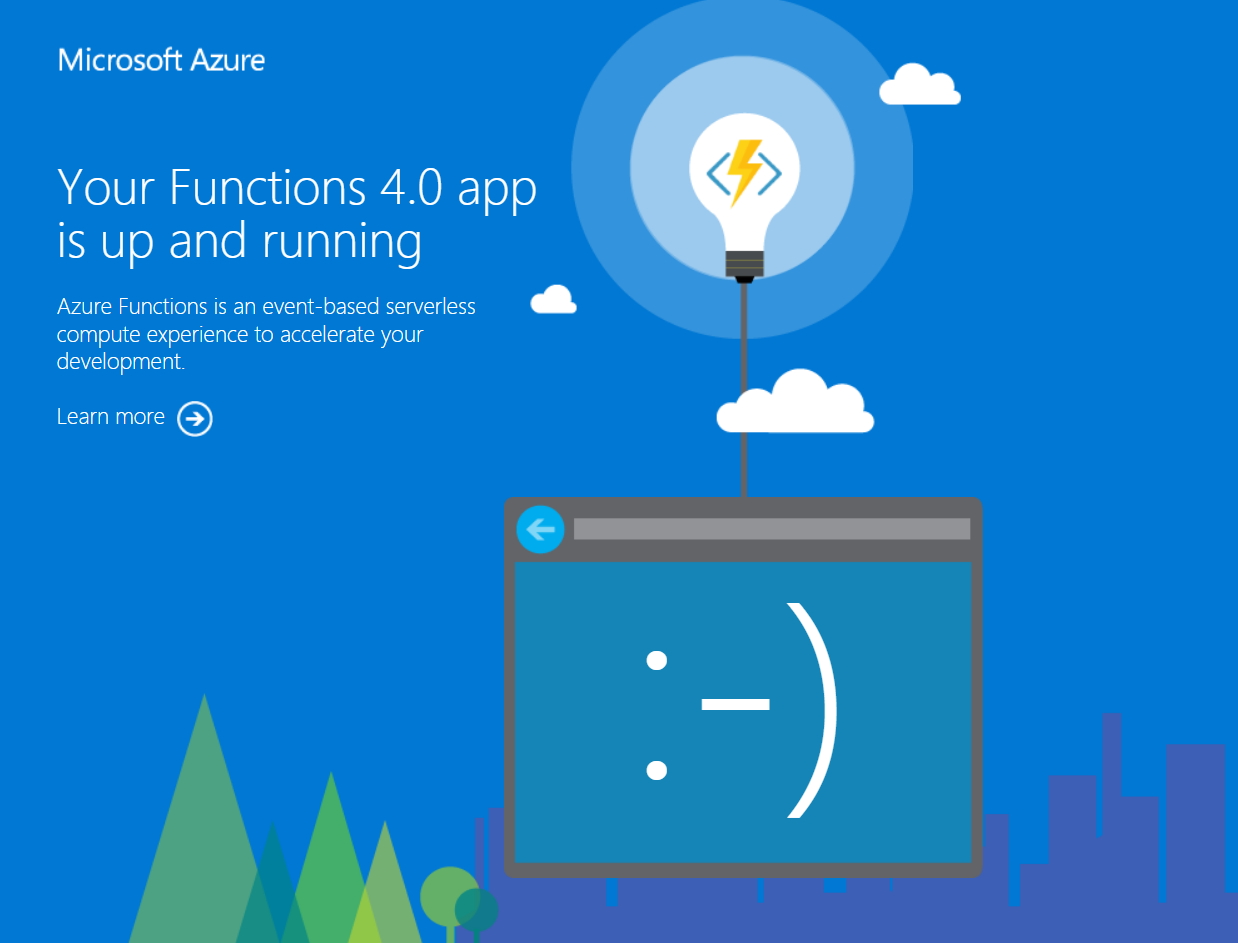 Microsoft Azure
Your Functions 4.0 app
is up and running
Azure Functions is an event-based serverless
compute experience to accelerate your
development.
Learn more
:-)